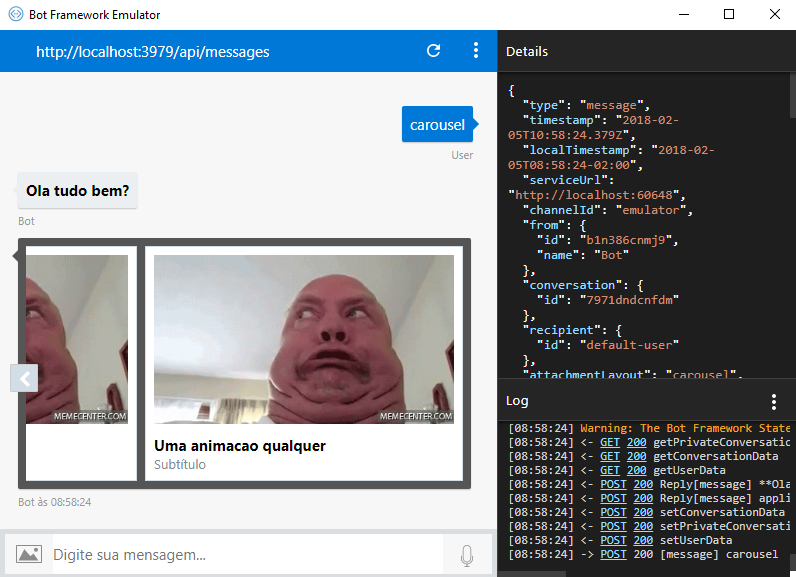 Bot Framework Emulator
http://localhost:3979/api/messages
carousel
User
Ola tudo bem?
Bot
MEMECENTER.COM
MEMECENTER.COM
Uma animacao qualquer
Subtítulo
Bot às 08:58:24
Digite sua mensagem...
Details
{
"type": "message",
"timestamp": "2018-02-
05T10:58:24.379Z",
"localTimestamp": "2018-02-
05T08:58:24-02:00",
"serviceUrl":
"http://localhost:60648",
"channelId": "emulator",
"from": {
"id": "b1n386cnmj9",
"name": "Bot"
},
"conversation": {
"id": "7971dndcnfdm"
},
"recipient": {
"id": "default-user"
},
"attachmentLayout": "carousel",
Log
[08:58:24] Warning: The Bot Framework State
[08:58:24] <- GET 200 getPrivateConversatio
[08:58:24] <- GET 200 getConversationData
[08:58:24] <- GET 200 getUserData
[08:58:24] <- POST 200 Reply[message] **Ola
[08:58:24] <- POST 200 Reply[message] appli
[08:58:24] <- POST 200 setConversationData
[08:58:24] <- POST 200 setPrivateConversati
[08:58:24] <- POST 200 setUserData
[08:58:24] -> POST 200 [message] carousel